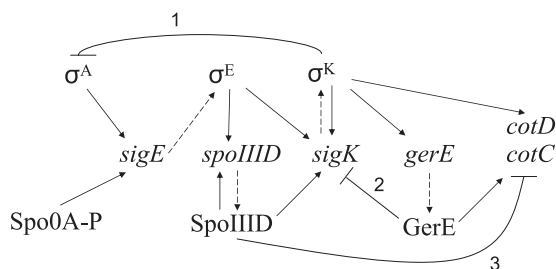 1
σᴬ σᴱ σᴷ
cotD
sigE spoIIID sigK gerE cotC
2
Spo0A-P SpoIIID GerE
3